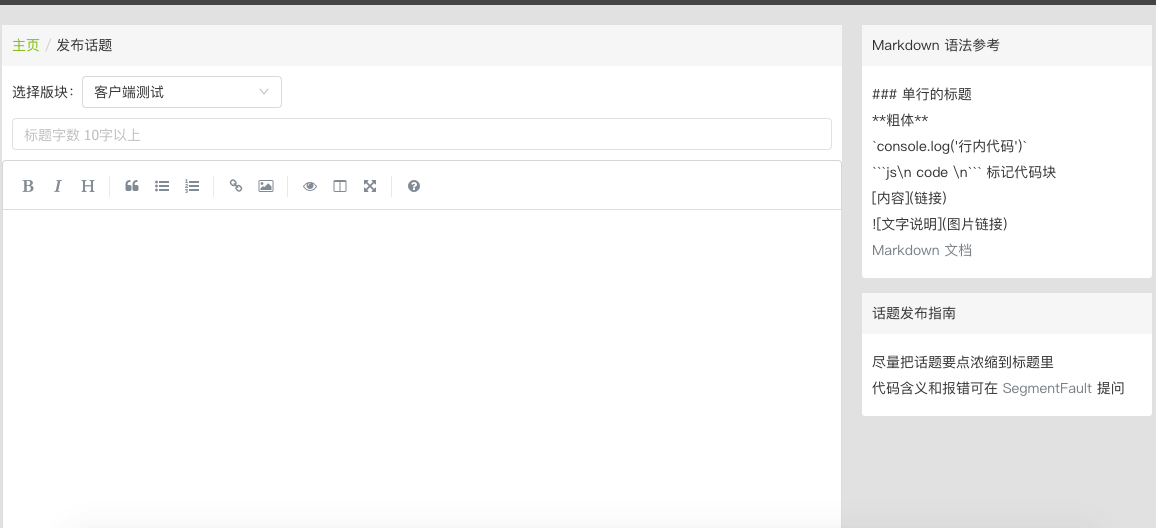 主页 / 发布话题
选择版块： 客户端测试
标题字数 10字以上
B I H
Markdown 语法参考
### 单行的标题
**粗体**
`console.log('行内代码')`
```js\n code \n``` 标记代码块
[内容](链接)
![文字说明](图片链接)
Markdown 文档
话题发布指南
尽量把话题要点浓缩到标题里
代码含义和报错可在 SegmentFault 提问